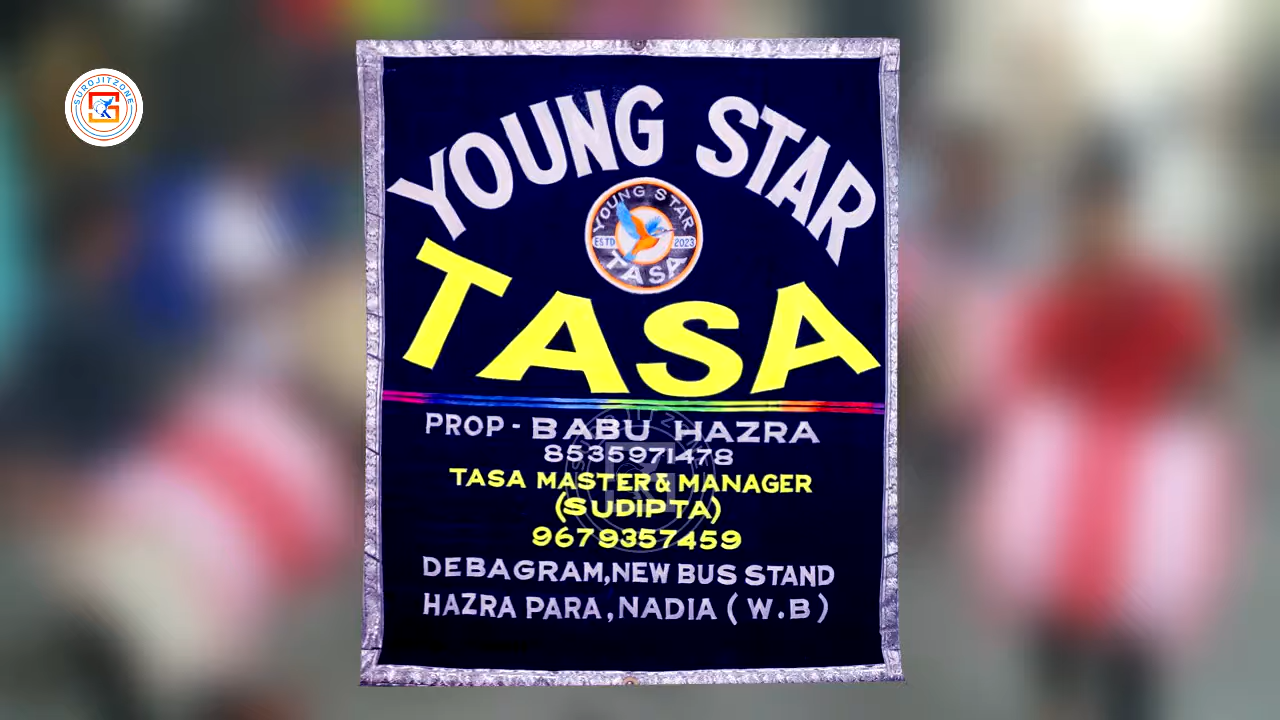 SUROJITZONE
YOUNG STAR
YOUNG STAR
ESTD 2023
TASA
TASA
PROP - BABU HAZRA
8535971478
TASA MASTER & MANAGER
(SUDIPTA)
9679357459
DEBAGRAM, NEW BUS STAND
HAZRA PARA, NADIA ( W.B )